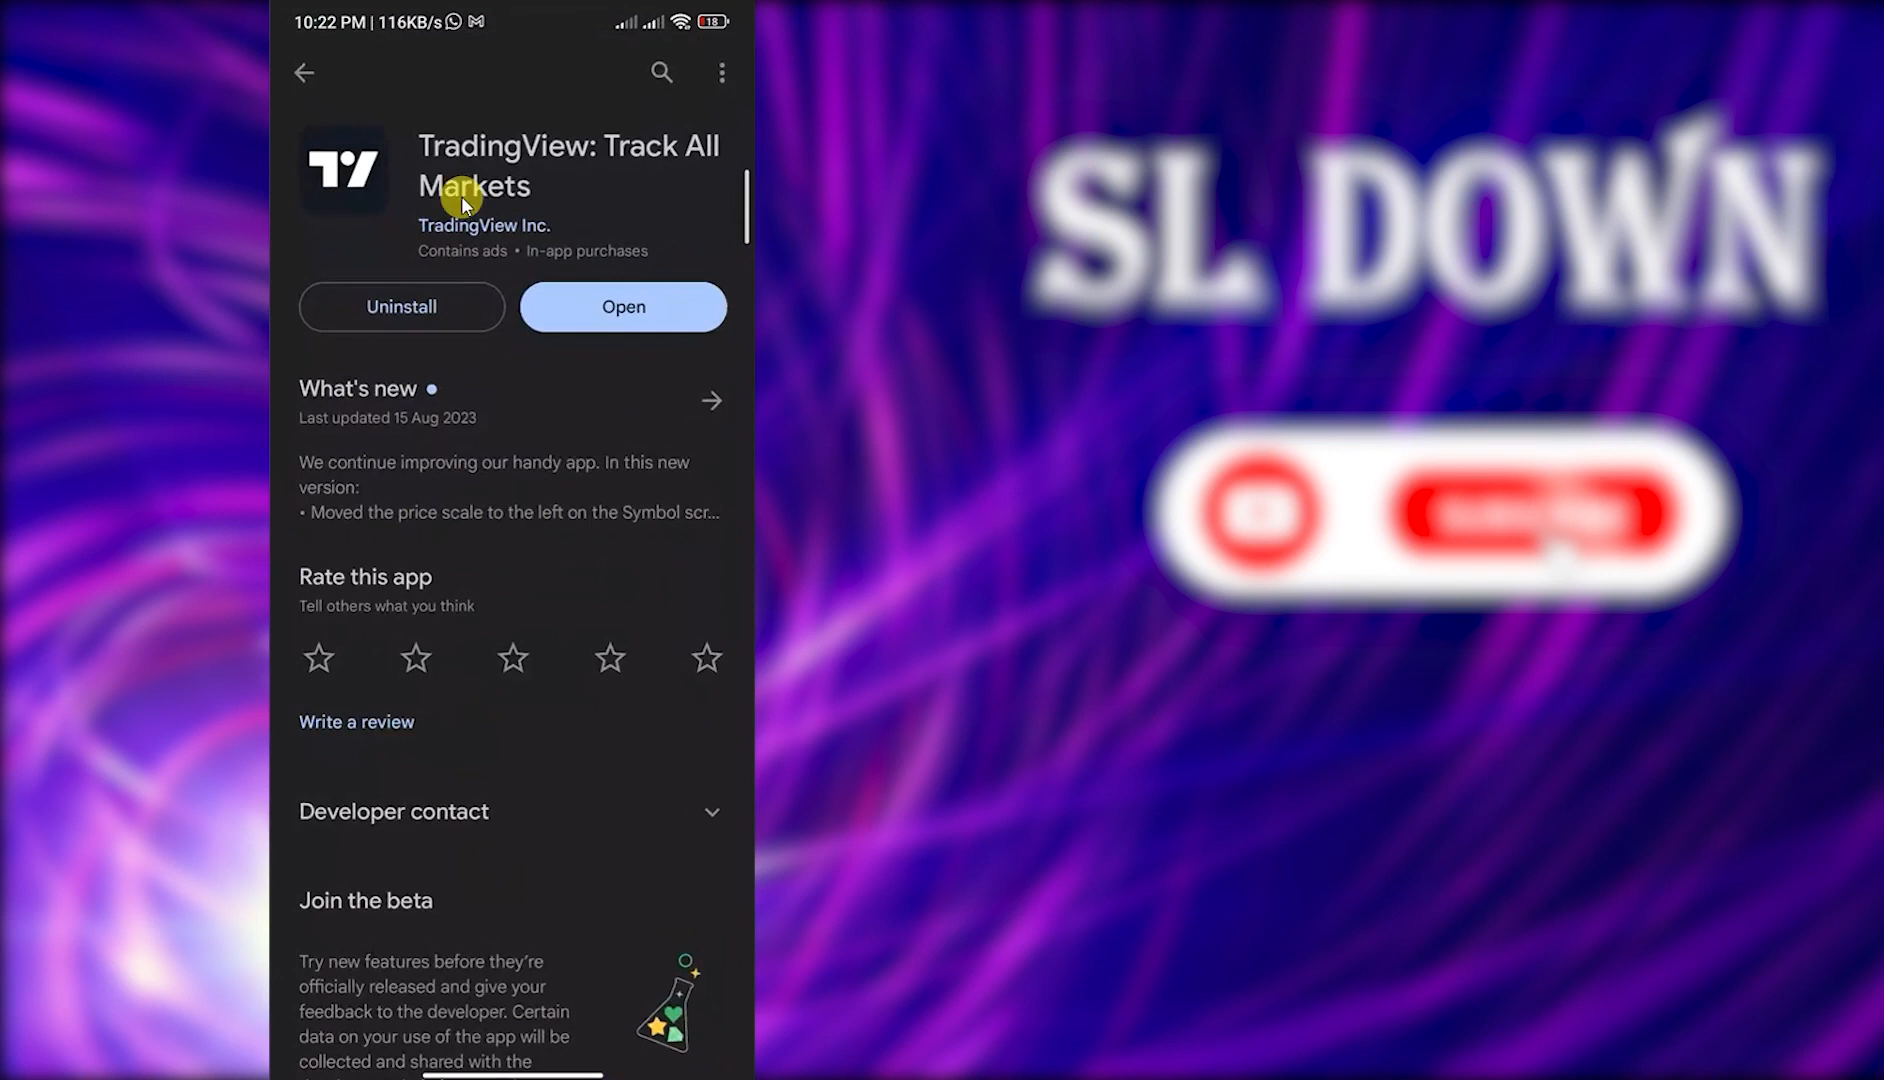 10:22 PM | 116KB/s
18
TradingView: Track All
Markets
TradingView Inc.
Contains ads • In-app purchases
Uninstall
Open
What's new
Last updated 15 Aug 2023
We continue improving our handy app. In this new
version:
• Moved the price scale to the left on the Symbol scr...
Rate this app
Tell others what you think
Write a review
Developer contact
Join the beta
Try new features before they're
officially released and give your
feedback to the developer. Certain
data on your use of the app will be
collected and shared with the
SL DOWN